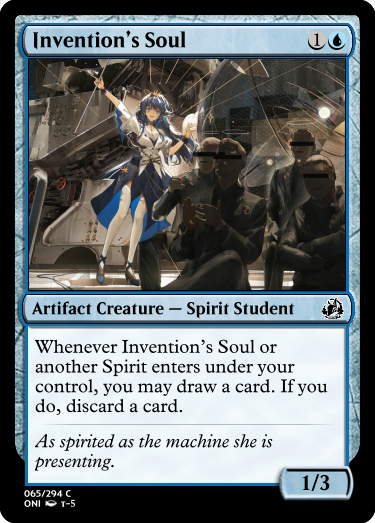 Invention's Soul 1
Artifact Creature — Spirit Student
Whenever Invention's Soul or
another Spirit enters under your
control, you may draw a card. If you
do, discard a card.
As spirited as the machine she is
presenting.
1/3
065/294 C
ONI T-5